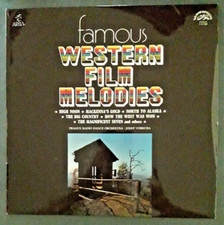 famous
WESTERN
FILM
MELODIES
★ HIGH NOON ★ MACKENNA'S GOLD ★ NORTH TO ALASKA ★
★ THE BIG COUNTRY ★ HOW THE WEST WAS WON ★
★ THE MAGNIFICENT SEVEN and others ★
PRAGUE RADIO DANCE ORCHESTRA · JOSEF VOBRUBA